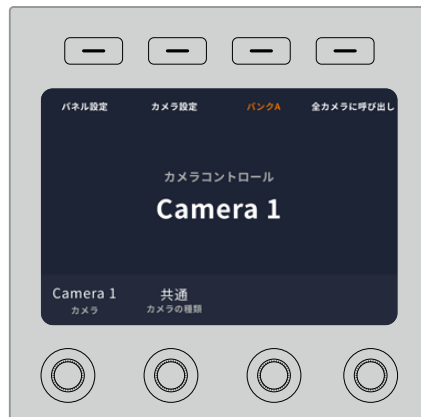 パネル設定 カメラ設定 バンクA 全カメラに呼び出し
カメラコントロール
Camera 1
Camera 1 共通
カメラ カメラの種類